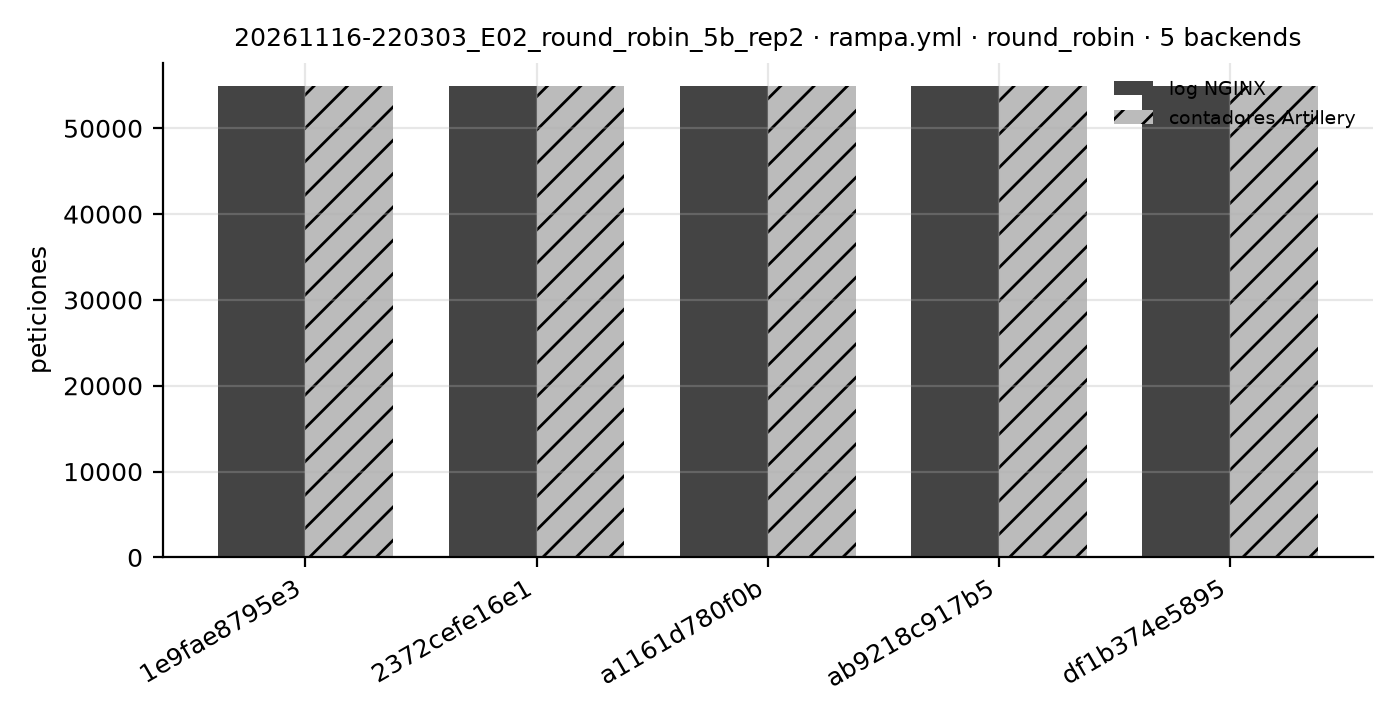 20261116-220303_E02_round_robin_5b_rep2 · rampa.yml · round_robin · 5 backends
log NGINX
contadores Artillery
peticiones
50000
40000
30000
20000
10000
0
1e9fae8795e3
2372cefe16e1
a1161d780f0b
ab9218c917b5
df1b374e5895